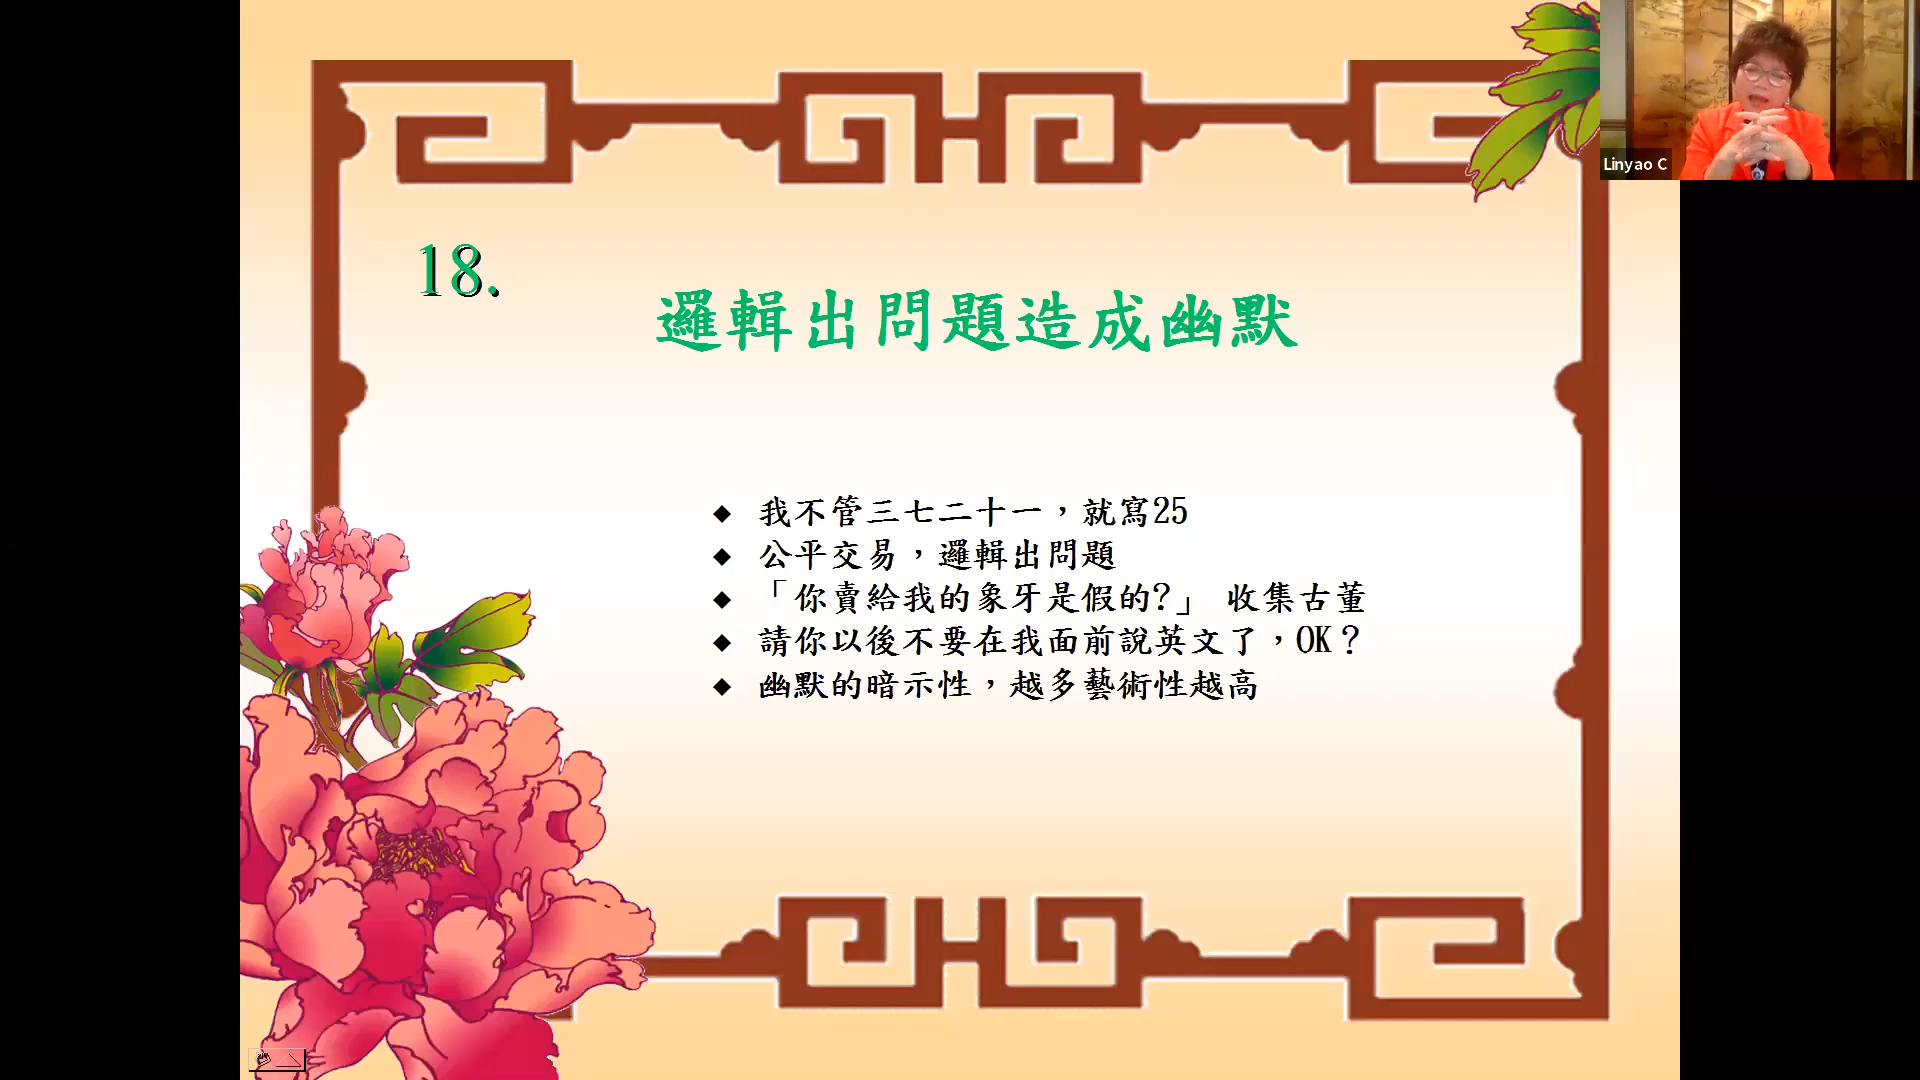 Linyao C
18.
邏輯出問題造成幽默
◆ 我不管三七二十一，就寫25
◆ 公平交易，邏輯出問題
◆ 「你賣給我的象牙是假的?」 收集古董
◆ 請你以後不要在我面前說英文了，OK？
◆ 幽默的暗示性，越多藝術性越高